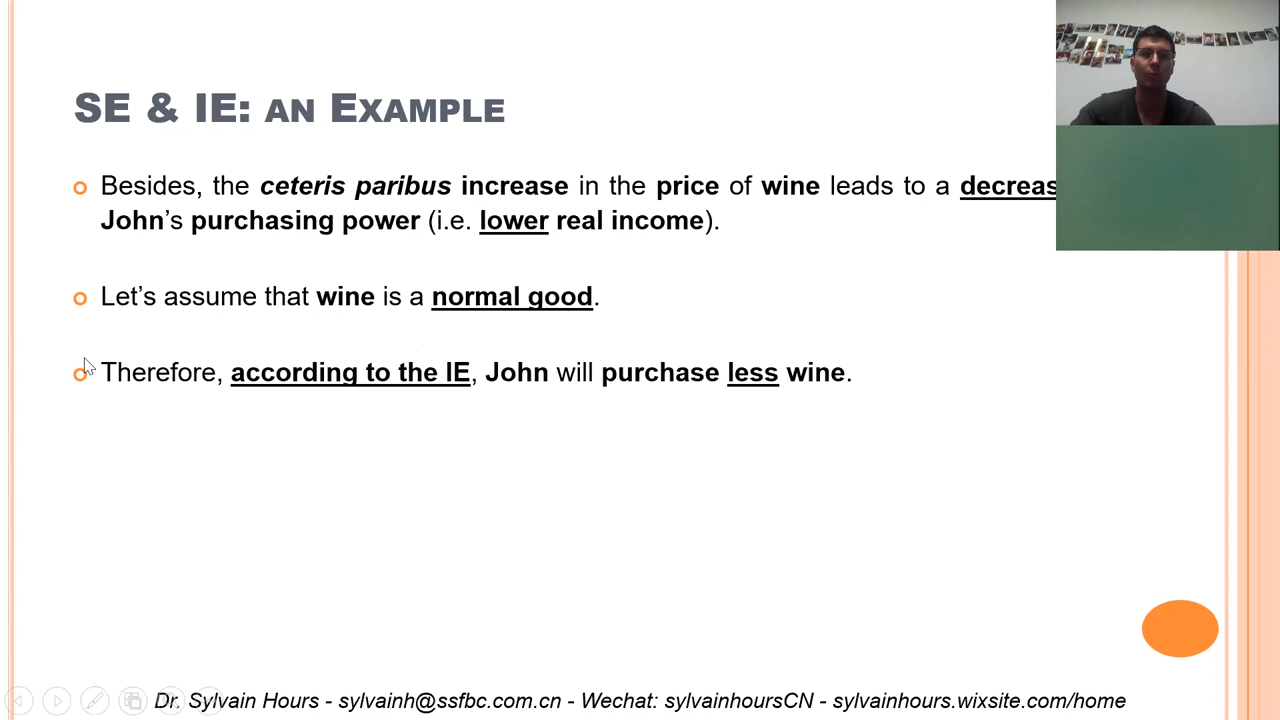 SE & IE: AN EXAMPLE
Besides, the ceteris paribus increase in the price of wine leads to a
John's purchasing power (i.e. lower real income).
Let's assume that wine is a normal good.
Therefore, according to the IE, John will purchase less wine.
Dr. Sylvain Hours - sylvainh@ssfbc.com.cn - Wechat: sylvainhoursCN - sylvainhours.wixsite.com/home